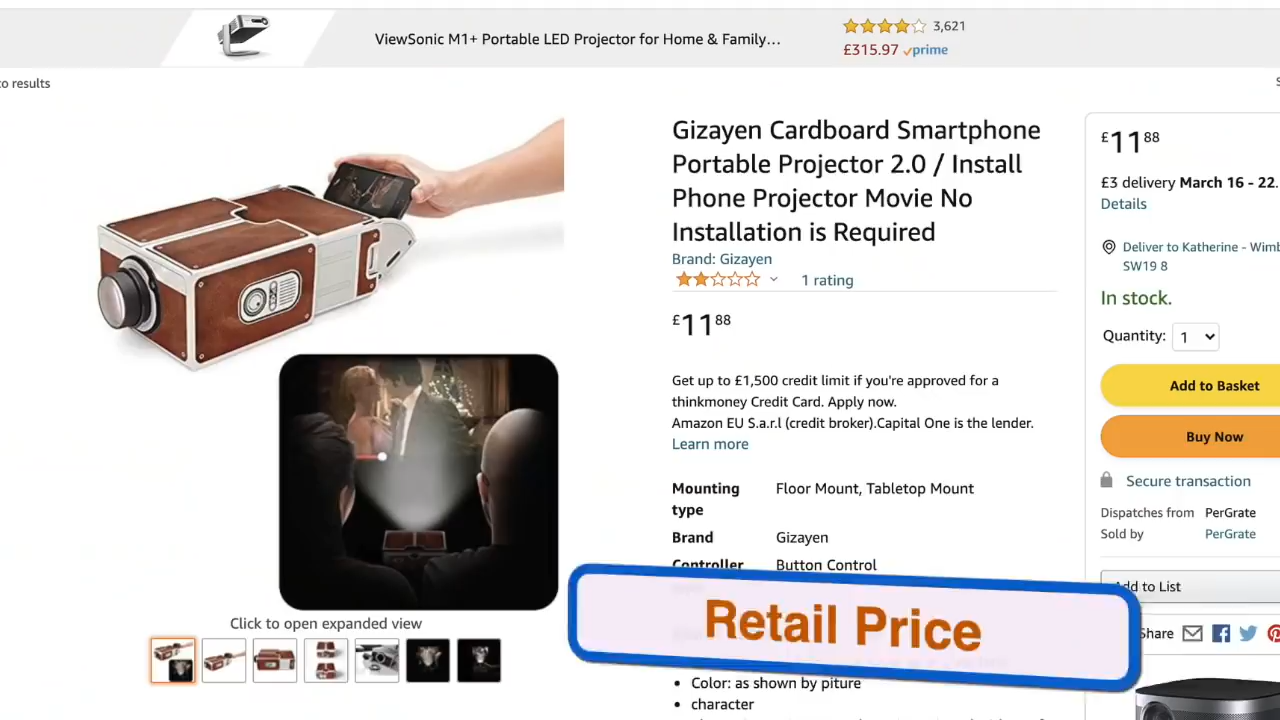 ViewSonic M1+ Portable LED Projector for Home & Family...
3,621
£315.97 prime
to results
Gizayen Cardboard Smartphone
Portable Projector 2.0 / Install
Phone Projector Movie No
Installation is Required
Brand: Gizayen
1 rating
£11 88
Get up to £1,500 credit limit if you're approved for a
thinkmoney Credit Card. Apply now.
Amazon EU S.a.r.l (credit broker).Capital One is the lender.
Learn more
Mounting type Floor Mount, Tabletop Mount
Brand Gizayen
Controller Button Control
Retail Price
Color: as shown by piture
character
Click to open expanded view
£11 88
£3 delivery March 16 - 22.
Details
Deliver to Katherine - Wimb
SW19 8
In stock.
Quantity: 1
Add to Basket
Buy Now
Secure transaction
Dispatches from PerGrate
Sold by PerGrate
Add to List
Share